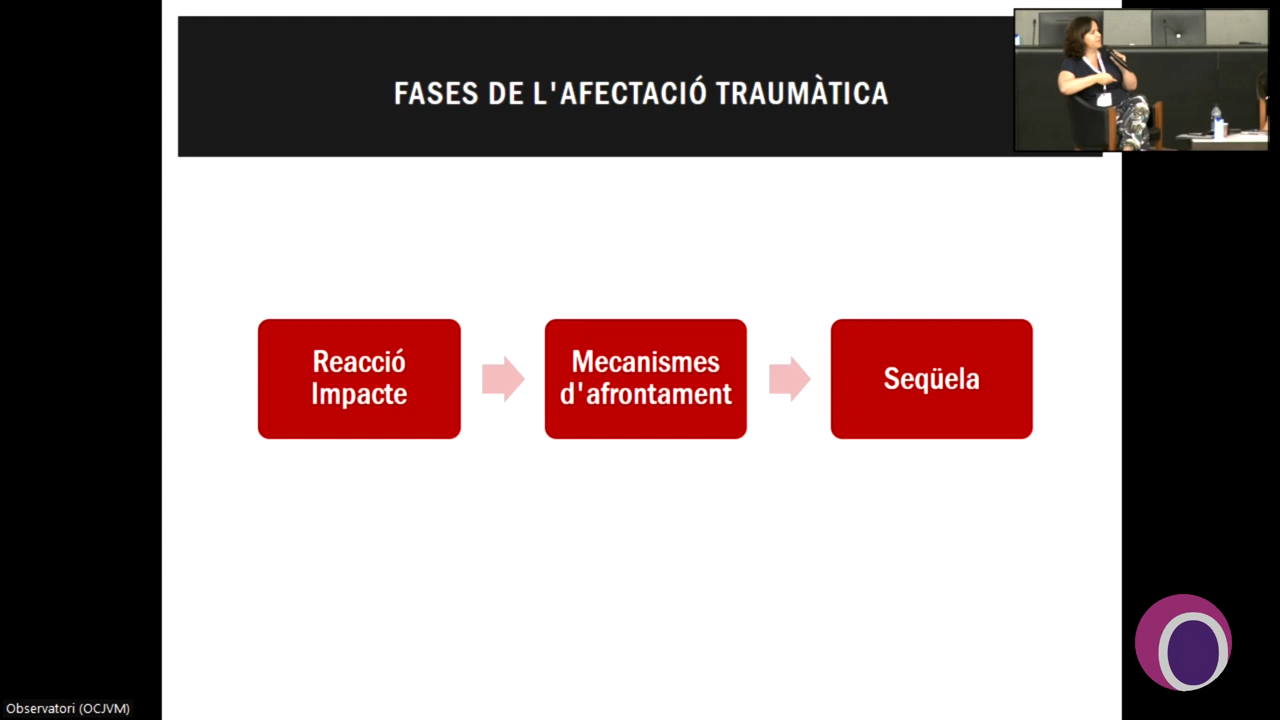 FASES DE L'AFECTACIÓ TRAUMÀTICA
Reacció
Impacte
Mecanismes
d'afrontament
Seqüela
Observatori (OCJVM)